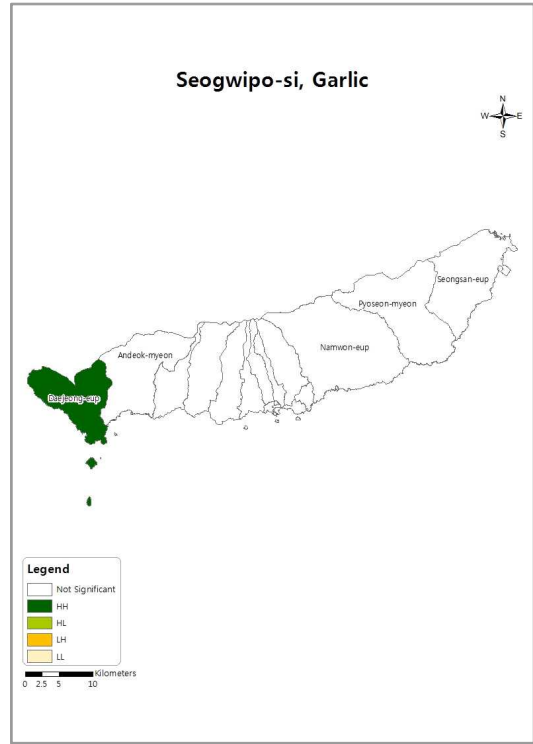 Seogwipo-si, Garlic
N
W E
S
Seongsan-eup
Pyoseon-myeon
Namwon-eup
Andeok-myeon
Daejeong-eup
Legend
Not Significant
HH
HL
LH
LL
Kilometers
0 2.5 5 10